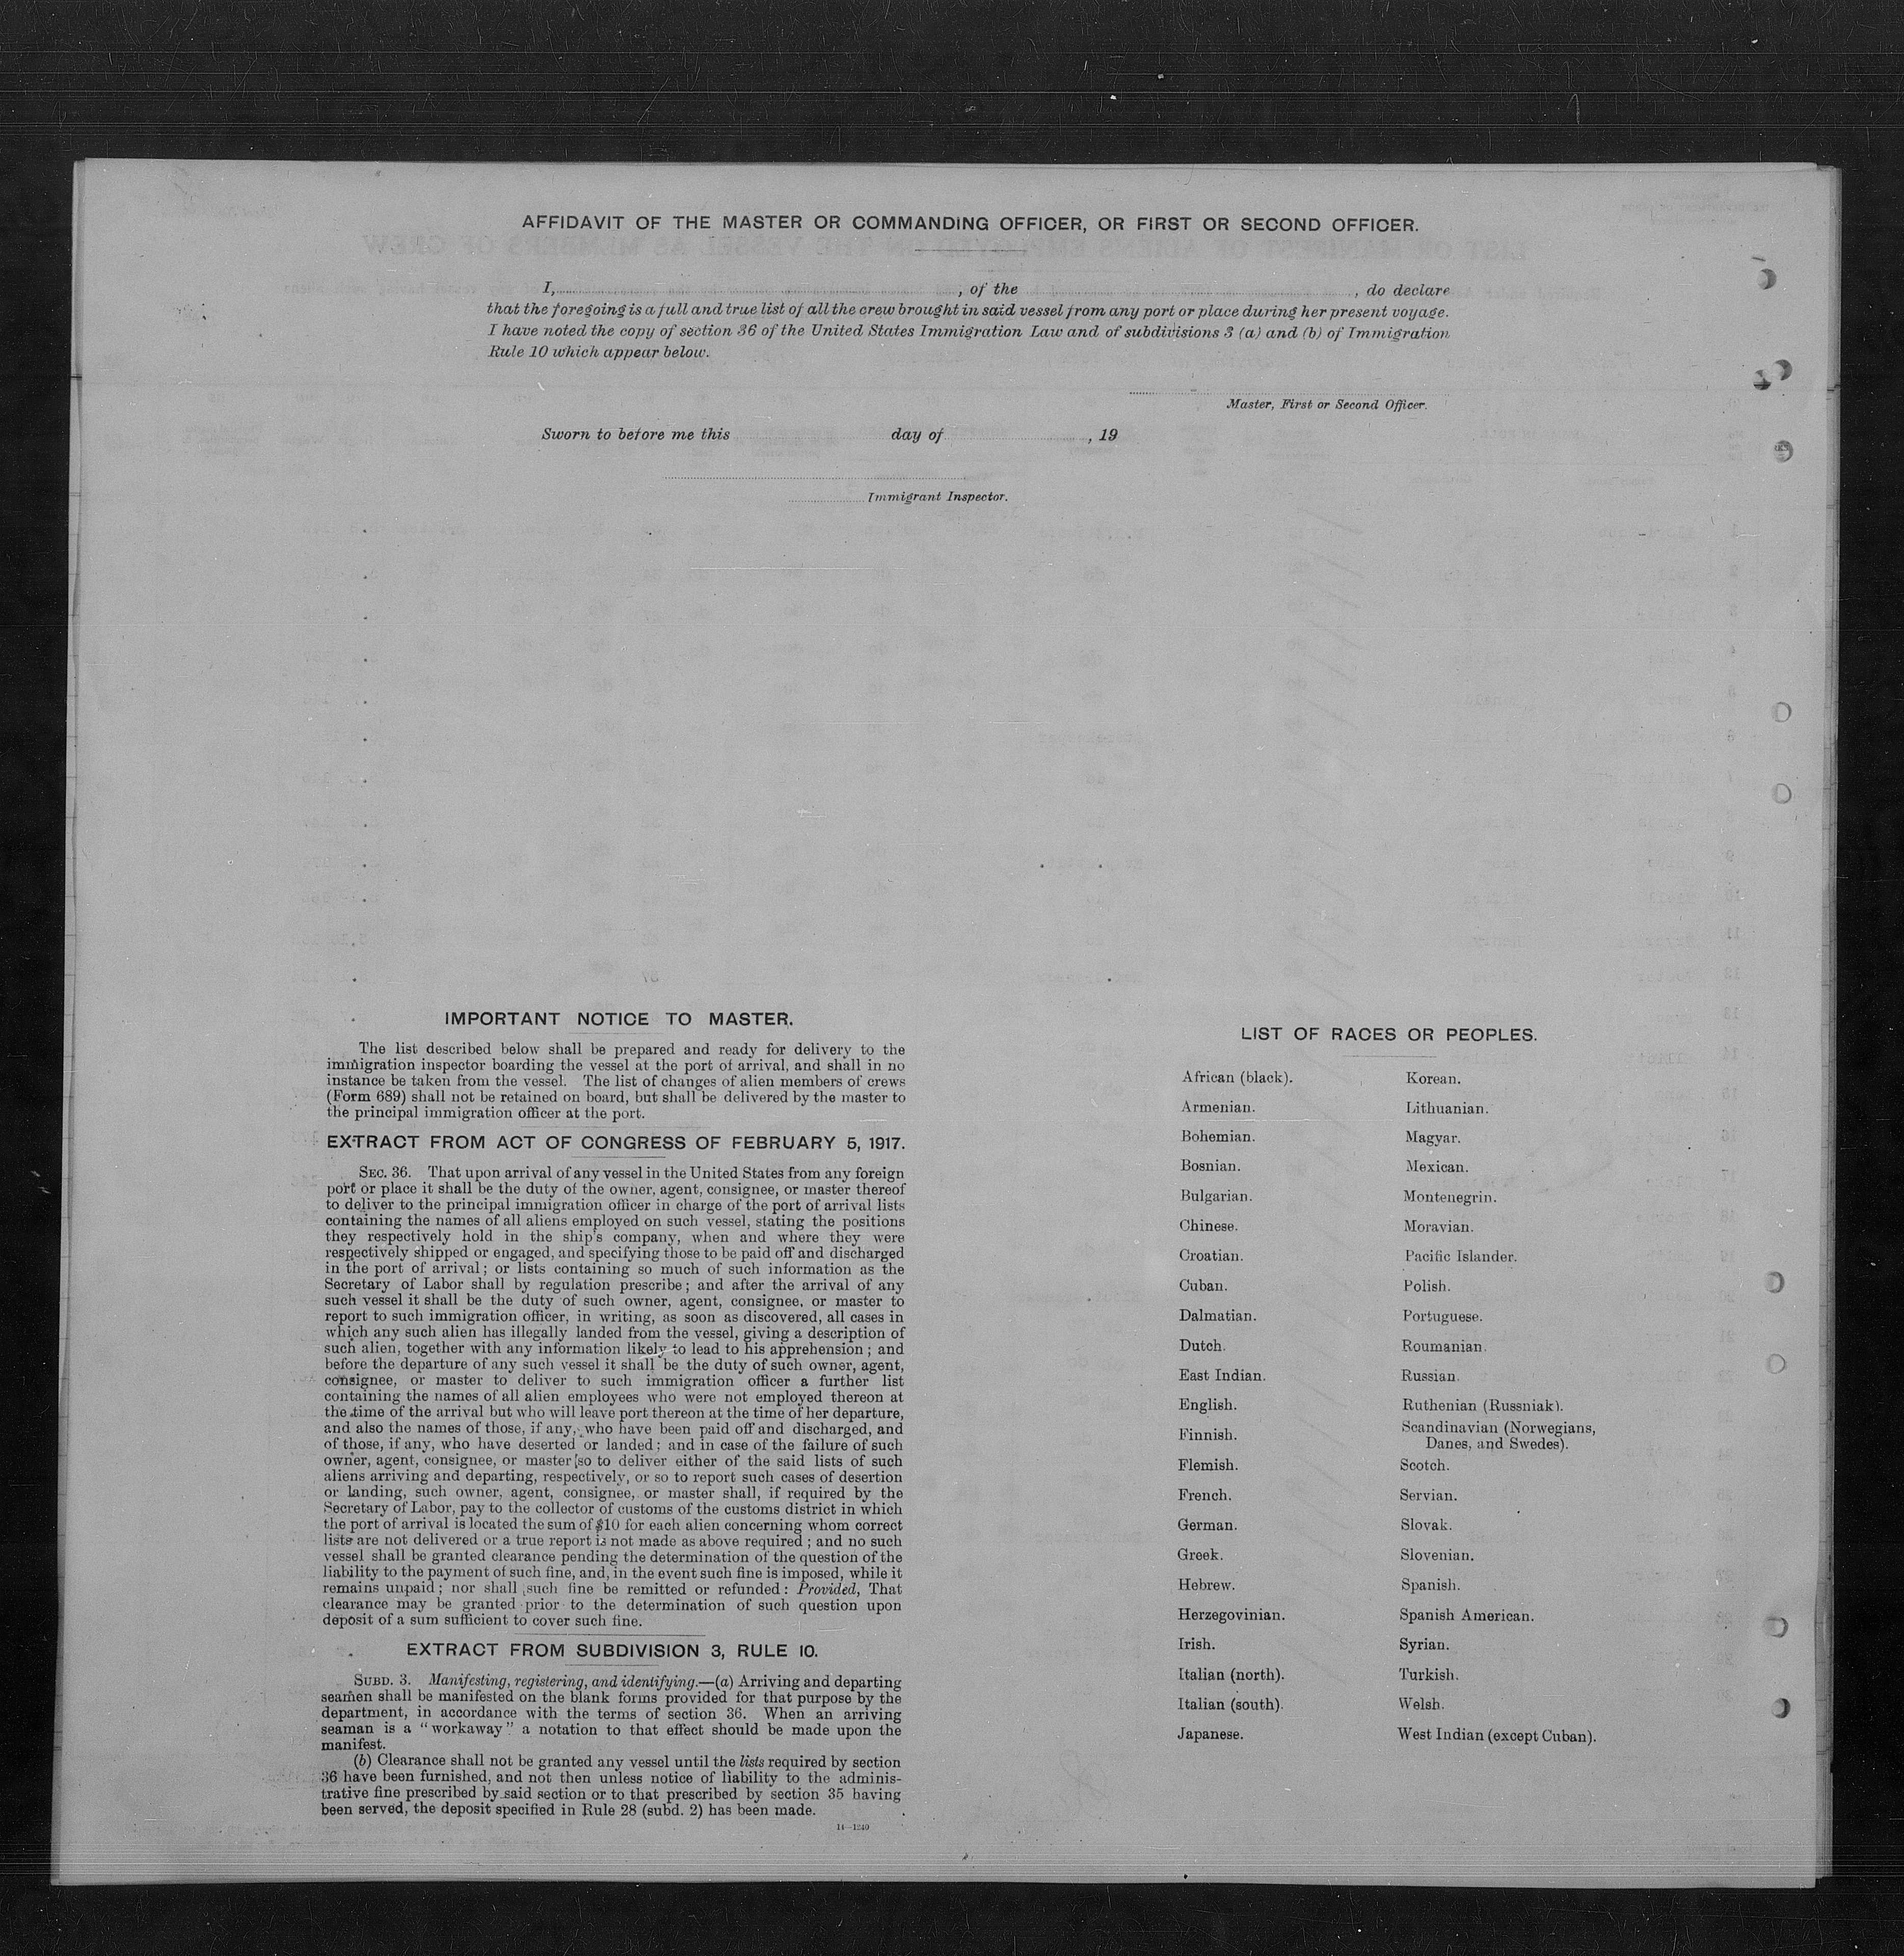 AFFIDAVIT OF THE MASTER OR COMMANDING OFFICER, OR FIRST OR SECOND OFFICER.
I, , of the , do declare
that the foregoing is a full and true list of all the crew brought in said vessel from any port or place during her present voyage.
I have noted the copy of section 36 of the United States Immigration Law and of subdivisions 3 (a) and (b) of Immigration
Rule 10 which appear below.
Master, First or Second Officer.
Sworn to before me this day of , 19
Immigrant Inspector.
IMPORTANT NOTICE TO MASTER.
The list described below shall be prepared and ready for delivery to the
immigration inspector boarding the vessel at the port of arrival, and shall in no
instance be taken from the vessel. The list of changes of alien members of crews
(Form 689) shall not be retained on board, but shall be delivered by the master to
the principal immigration officer at the port.
EXTRACT FROM ACT OF CONGRESS OF FEBRUARY 5, 1917.
SEC. 36. That upon arrival of any vessel in the United States from any foreign
port or place it shall be the duty of the owner, agent, consignee, or master thereof
to deliver to the principal immigration officer in charge of the port of arrival lists
containing the names of all aliens employed on such vessel, stating the positions
they respectively hold in the ship's company, when and where they were
respectively shipped or engaged, and specifying those to be paid off and discharged
in the port of arrival; or lists containing so much of such information as the
Secretary of Labor shall by regulation prescribe; and after the arrival of any
such vessel it shall be the duty of such owner, agent, consignee, or master to
report to such immigration officer, in writing, as soon as discovered, all cases in
which any such alien has illegally landed from the vessel, giving a description of
such alien, together with any information likely to lead to his apprehension; and
before the departure of any such vessel it shall be the duty of such owner, agent,
consignee, or master to deliver to such immigration officer a further list
containing the names of all alien employees who were not employed thereon at
the time of the arrival but who will leave port thereon at the time of her departure,
and also the names of those, if any, who have been paid off and discharged, and
of those, if any, who have deserted or landed; and in case of the failure of such
owner, agent, consignee, or master so to deliver either of the said lists of such
aliens arriving and departing, respectively, or so to report such cases of desertion
or landing, such owner, agent, consignee, or master shall, if required by the
Secretary of Labor, pay to the collector of customs of the customs district in which
the port of arrival is located the sum of $10 for each alien concerning whom correct
lists are not delivered or a true report is not made as above required; and no such
vessel shall be granted clearance pending the determination of the question of the
liability to the payment of such fine, and, in the event such fine is imposed, while it
remains unpaid; nor shall such fine be remitted or refunded: Provided, That
clearance may be granted prior to the determination of such question upon
deposit of a sum sufficient to cover such fine.
EXTRACT FROM SUBDIVISION 3, RULE 10.
SUBD. 3. Manifesting, registering, and identifying.—(a) Arriving and departing
seamen shall be manifested on the blank forms provided for that purpose by the
department, in accordance with the terms of section 36. When an arriving
seaman is a "workaway" a notation to that effect should be made upon the
manifest.
(b) Clearance shall not be granted any vessel until the lists required by section
36 have been furnished, and not then unless notice of liability to the adminis-
trative fine prescribed by said section or to that prescribed by section 35 having
been served, the deposit specified in Rule 28 (subd. 2) has been made.
14—1240
LIST OF RACES OR PEOPLES.
African (black).
Armenian.
Bohemian.
Bosnian.
Bulgarian.
Chinese.
Croatian.
Cuban.
Dalmatian.
Dutch.
East Indian.
English.
Finnish.
Flemish.
French.
German.
Greek.
Hebrew.
Herzegovinian.
Irish.
Italian (north).
Italian (south).
Japanese.
Korean.
Lithuanian.
Magyar.
Mexican.
Montenegrin.
Moravian.
Pacific Islander.
Polish.
Portuguese.
Roumanian.
Russian.
Ruthenian (Russniak).
Scandinavian (Norwegians,
Danes, and Swedes).
Scotch.
Servian.
Slovak.
Slovenian.
Spanish.
Spanish American.
Syrian.
Turkish.
Welsh.
West Indian (except Cuban).